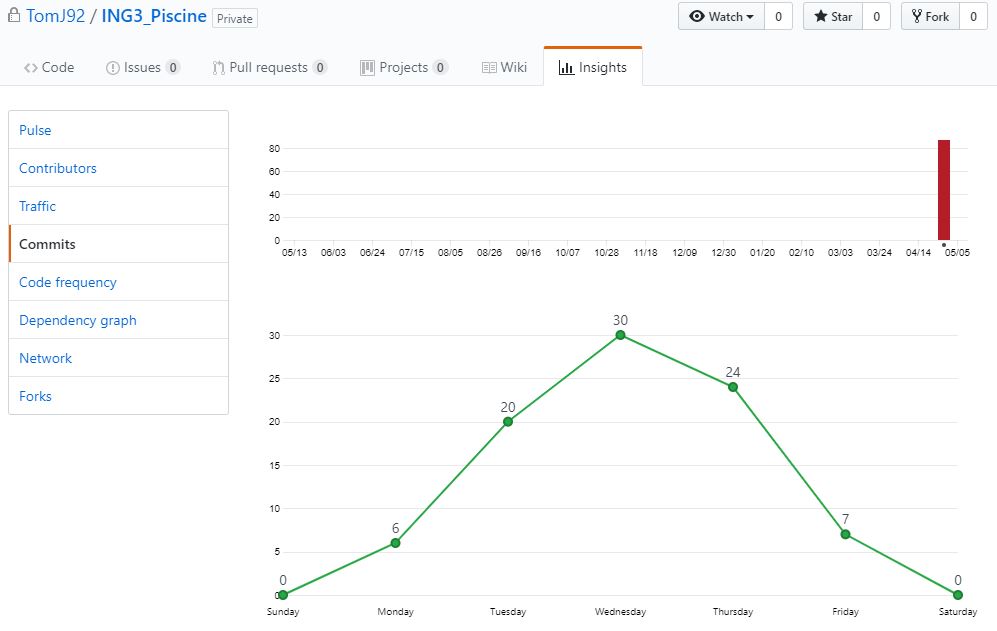 TomJ92 / ING3_Piscine Private
Watch 0 Star 0 Fork 0
Code Issues 0 Pull requests 0 Projects 0 Wiki Insights
Pulse
Contributors
Traffic
Commits
Code frequency
Dependency graph
Network
Forks
80
60
40
20
0
05/13 06/03 06/24 07/15 08/05 08/26 09/16 10/07 10/28 11/18 12/09 12/30 01/20 02/10 03/03 03/24 04/14 05/05
30
30
24
25
20
20
15
10
7
6
5
0
0
0
Sunday Monday Tuesday Wednesday Thursday Friday Saturday